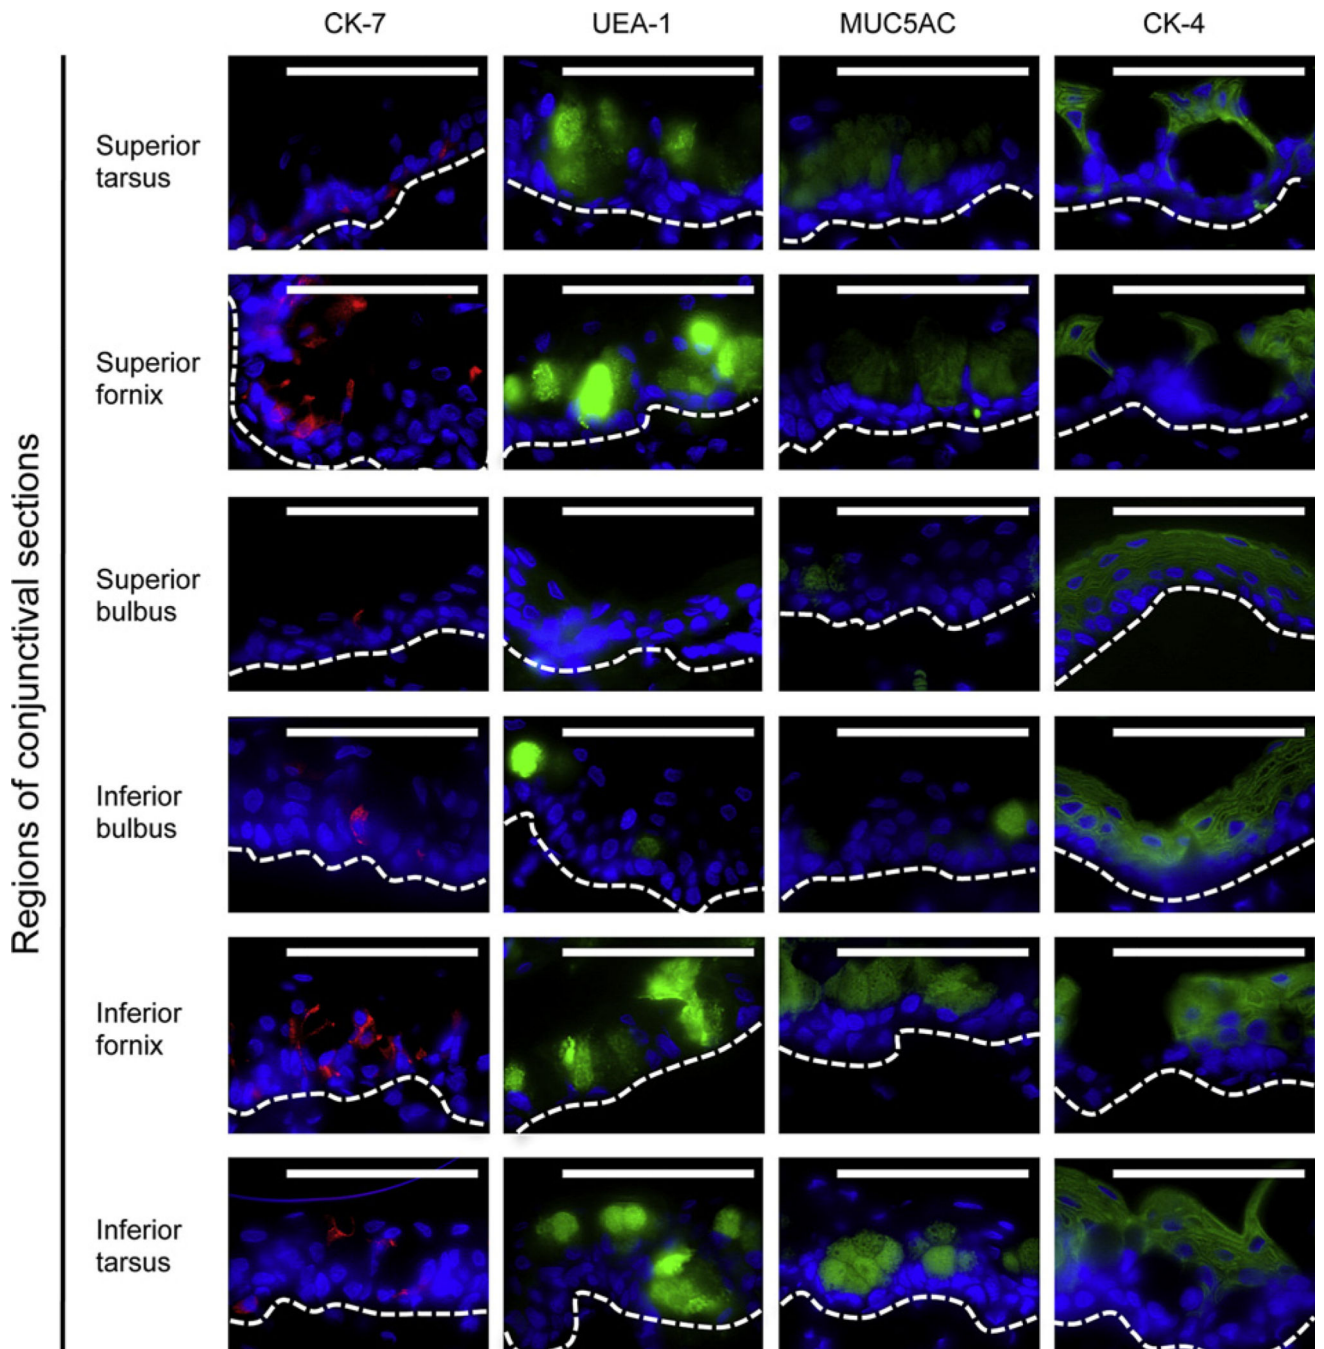 CK-7 UEA-1 MUC5AC CK-4
Regions of conjunctival sections
Superior
tarsus
Superior
fornix
Superior
bulbus
Inferior
bulbus
Inferior
fornix
Inferior
tarsus